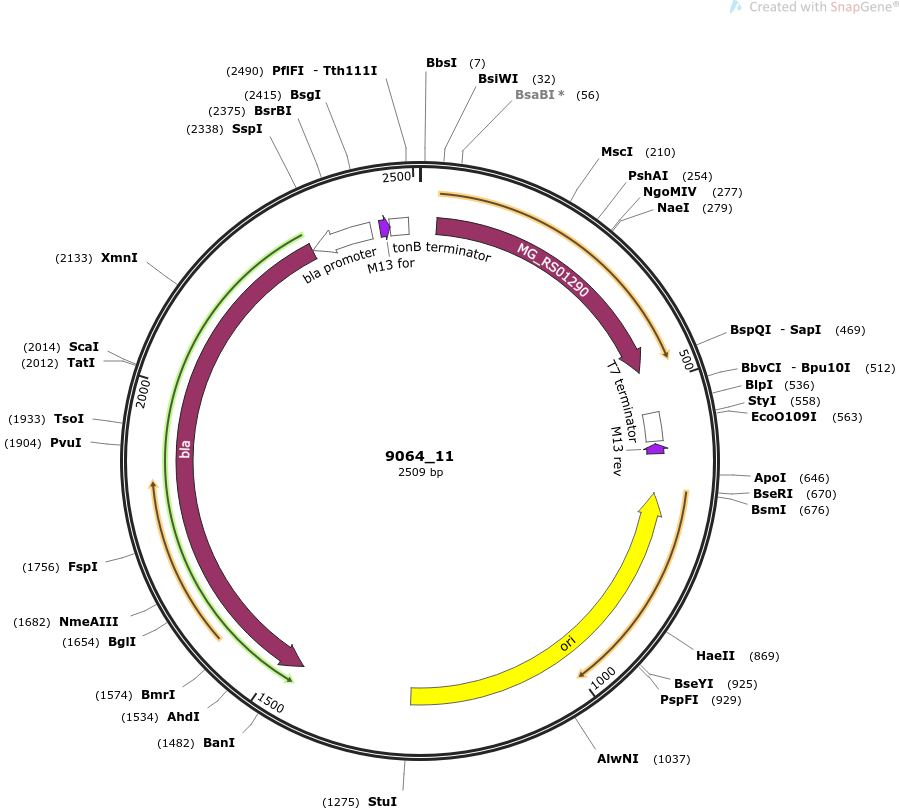 Created with SnapGene®
(2490) PflFI - Tth111I
(2415) BsgI
(2375) BsrBI
(2338) SspI
BbsI (7)
BsiWI (32)
BsaBI * (56)
MscI (210)
PshAI (254)
NgoMIV (277)
NaeI (279)
BspQI - SapI (469)
BbvCI - Bpu10I (512)
BlpI (536)
StyI (558)
EcoO109I (563)
ApoI (646)
BseRI (670)
BsmI (676)
HaeII (869)
BseYI (925)
PspFI (929)
AlwNI (1037)
(1275) StuI
(1482) BanI
(1534) AhdI
(1574) BmrI
(1654) BglI
(1682) NmeAIII
(1756) FspI
(1904) PvuI
(1933) TsoI
(2012) TatI
(2014) ScaI
(2133) XmnI
2500
500
1000
1500
2000
bla promoter
M13 for
tonB terminator
MG_RS01290
T7 terminator
M13 rev
ori
bla
9064_11
2509 bp